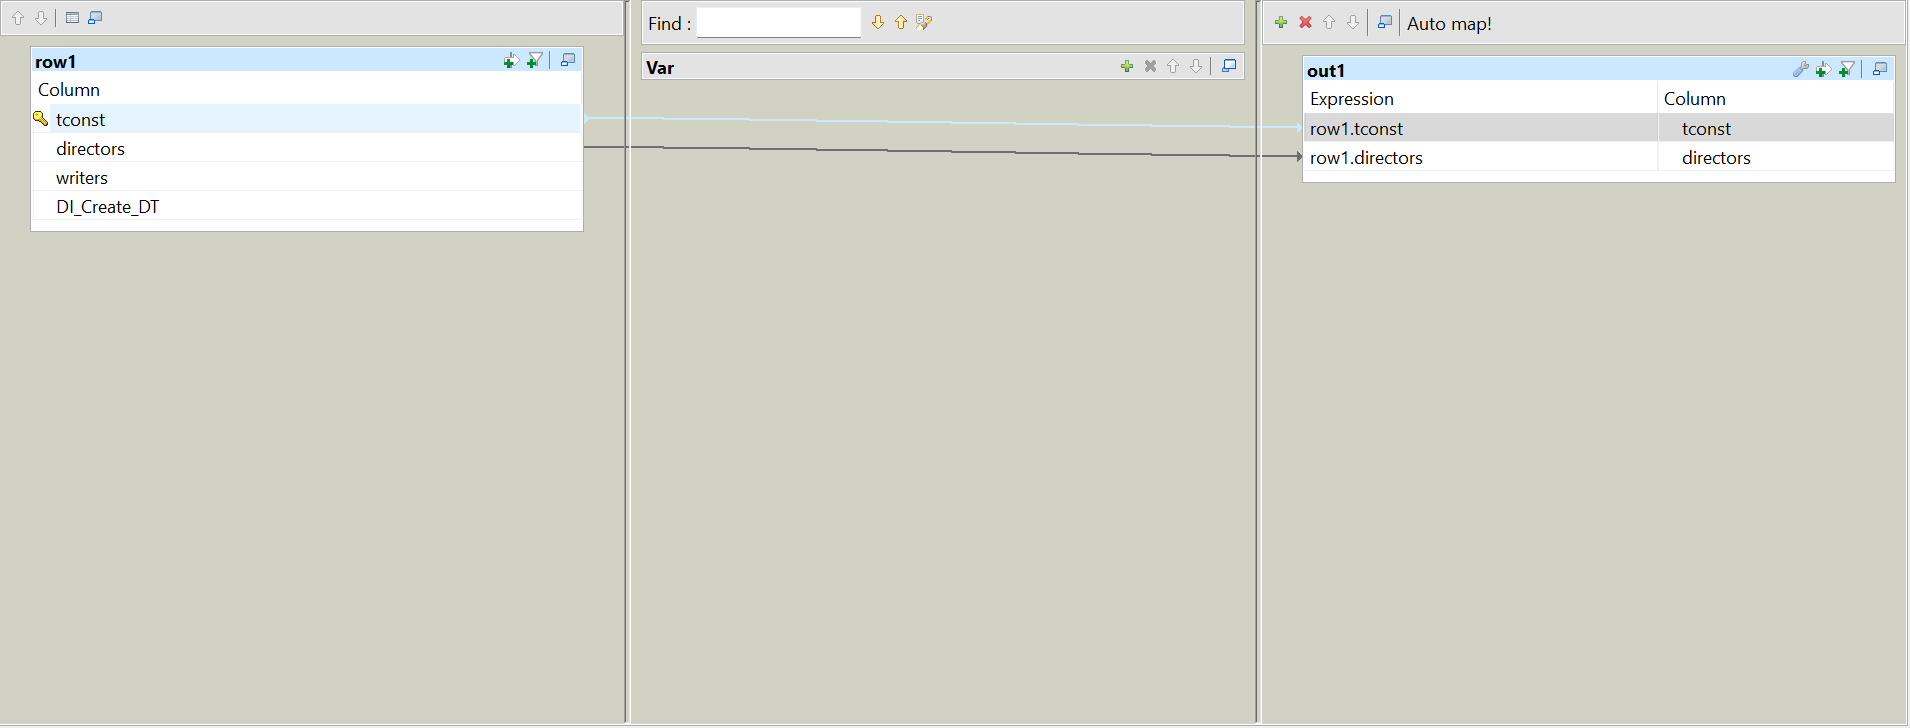 row1
Column
tconst
directors
writers
DI_Create_DT
Find :
Var
Auto map!
out1
Expression Column
row1.tconst tconst
row1.directors directors